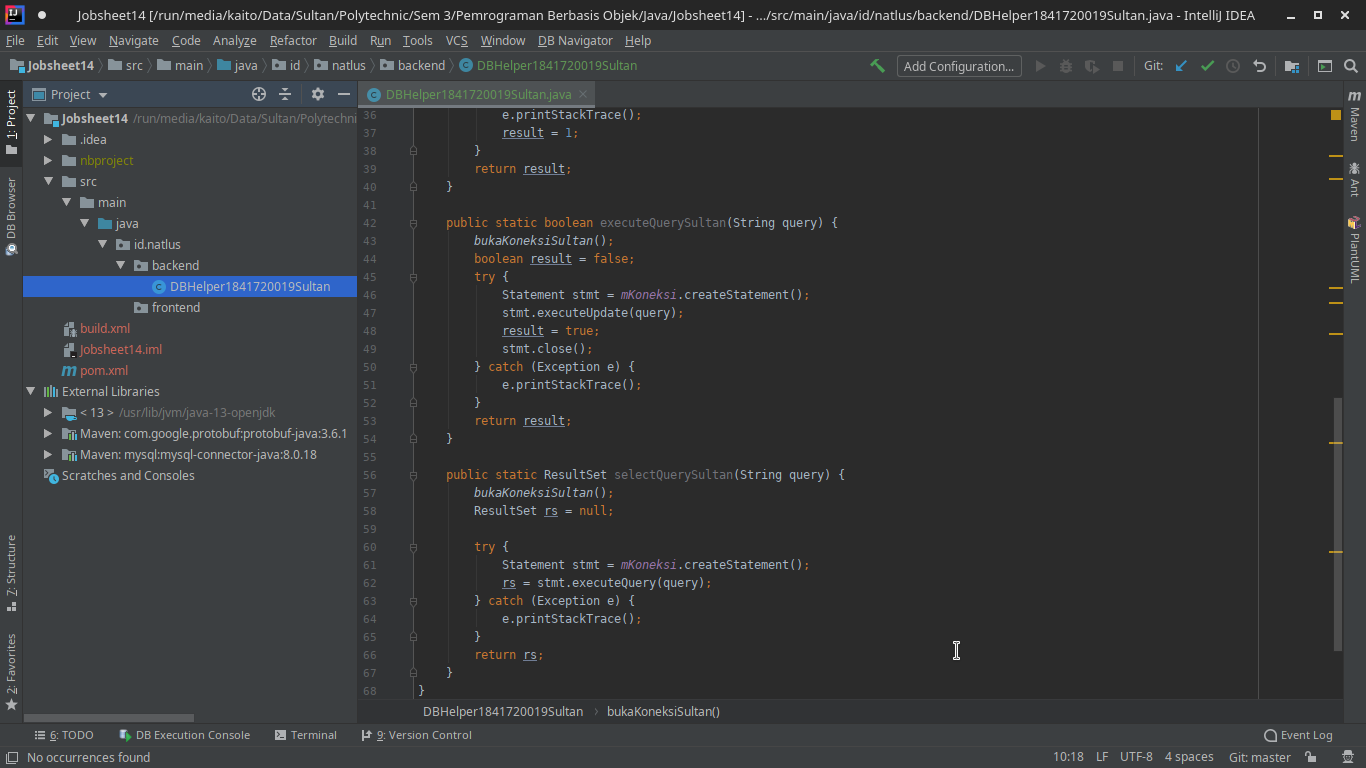 Jobsheet14 [/run/media/kaito/Data/Sultan/Polytechnic/Sem 3/Pemrograman Berbasis Objek/Java/Jobsheet14] - .../src/main/java/id/natlus/backend/DBHelper1841720019Sultan.java - IntelliJ IDEA
File Edit View Navigate Code Analyze Refactor Build Run Tools VCS Window DB Navigator Help
Jobsheet14 src main java id natlus backend DBHelper1841720019Sultan Add Configuration... Git:
Project
DBHelper1841720019Sultan.java
Jobsheet14 /run/media/kaito/Data/Sultan/Polytechni
.idea
nbproject
src
main
java
id.natlus
backend
DBHelper1841720019Sultan
frontend
build.xml
Jobsheet14.iml
pom.xml
External Libraries
< 13 > /usr/lib/jvm/java-13-openjdk
Maven: com.google.protobuf:protobuf-java:3.6.1
Maven: mysql:mysql-connector-java:8.0.18
Scratches and Consoles
1: Project
DB Browser
7: Structure
2: Favorites
36 e.printStackTrace();
37 result = 1;
38 }
39 return result;
40 }
41
42 public static boolean executeQuerySultan(String query) {
43 bukaKoneksiSultan();
44 boolean result = false;
45 try {
46 Statement stmt = mKoneksi.createStatement();
47 stmt.executeUpdate(query);
48 result = true;
49 stmt.close();
50 } catch (Exception e) {
51 e.printStackTrace();
52 }
53 return result;
54 }
55
56 public static ResultSet selectQuerySultan(String query) {
57 bukaKoneksiSultan();
58 ResultSet rs = null;
59
60 try {
61 Statement stmt = mKoneksi.createStatement();
62 rs = stmt.executeQuery(query);
63 } catch (Exception e) {
64 e.printStackTrace();
65 }
66 return rs;
67 }
68 }
Maven
Ant
PlantUML
DBHelper1841720019Sultan › bukaKoneksiSultan()
6: TODO DB Execution Console Terminal 9: Version Control Event Log
No occurrences found 10:18 LF UTF-8 4 spaces Git: master